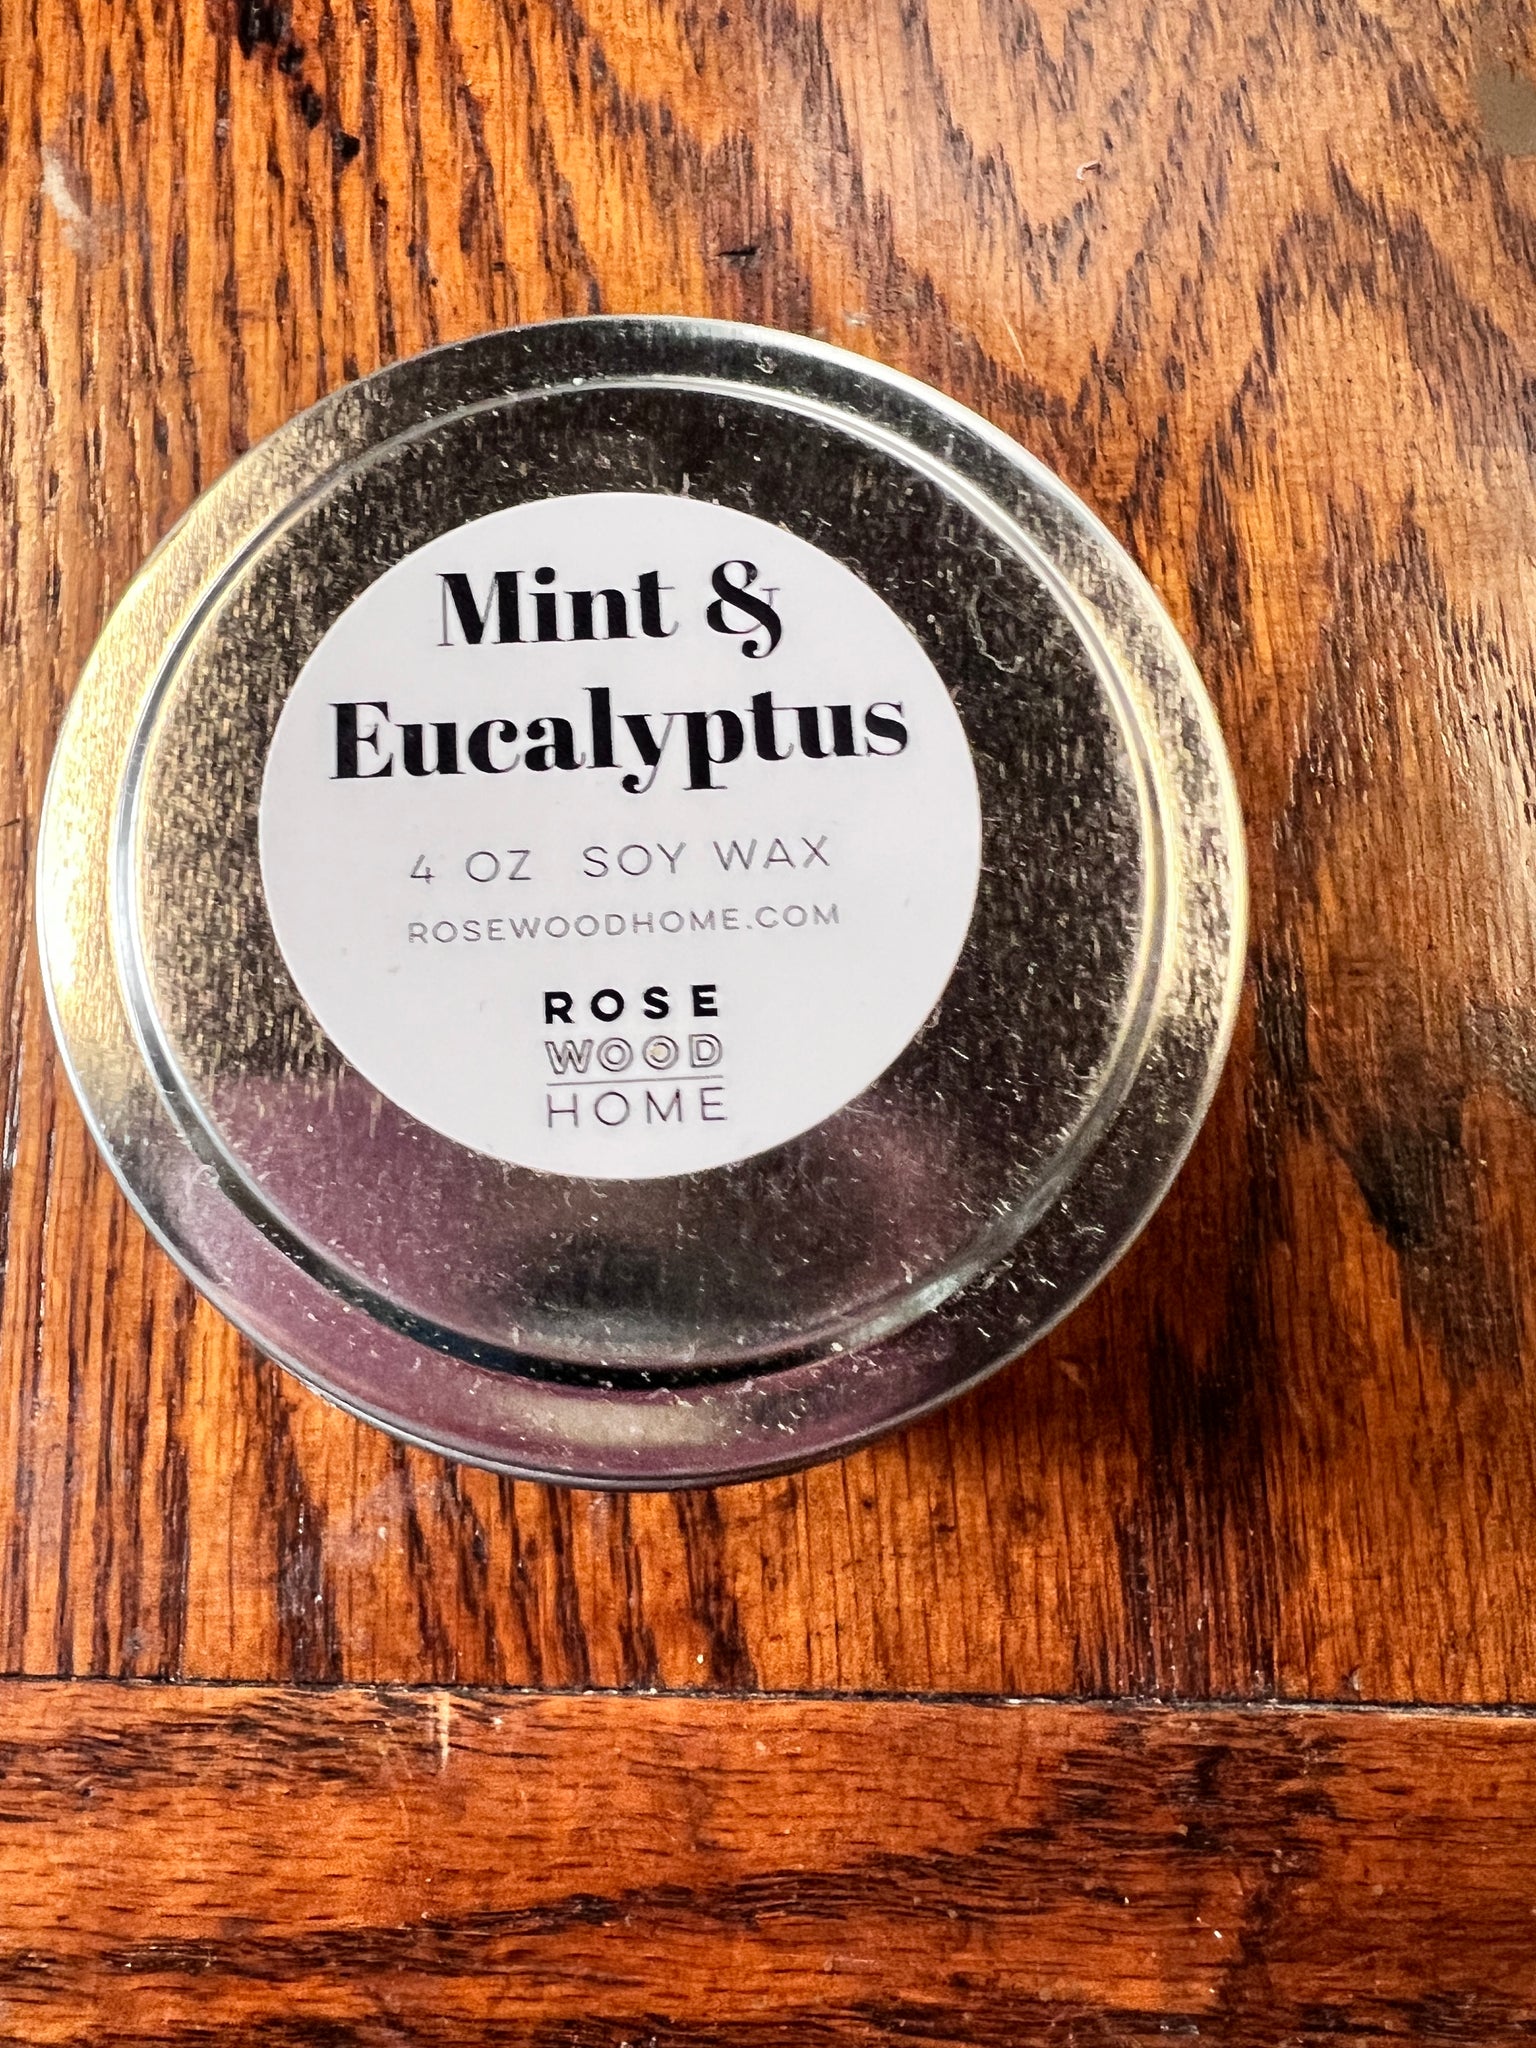 Mint &
Eucalyptus
4 OZ SOY WAX
ROSEWOODHOME.COM
ROSE
WOOD
HOME